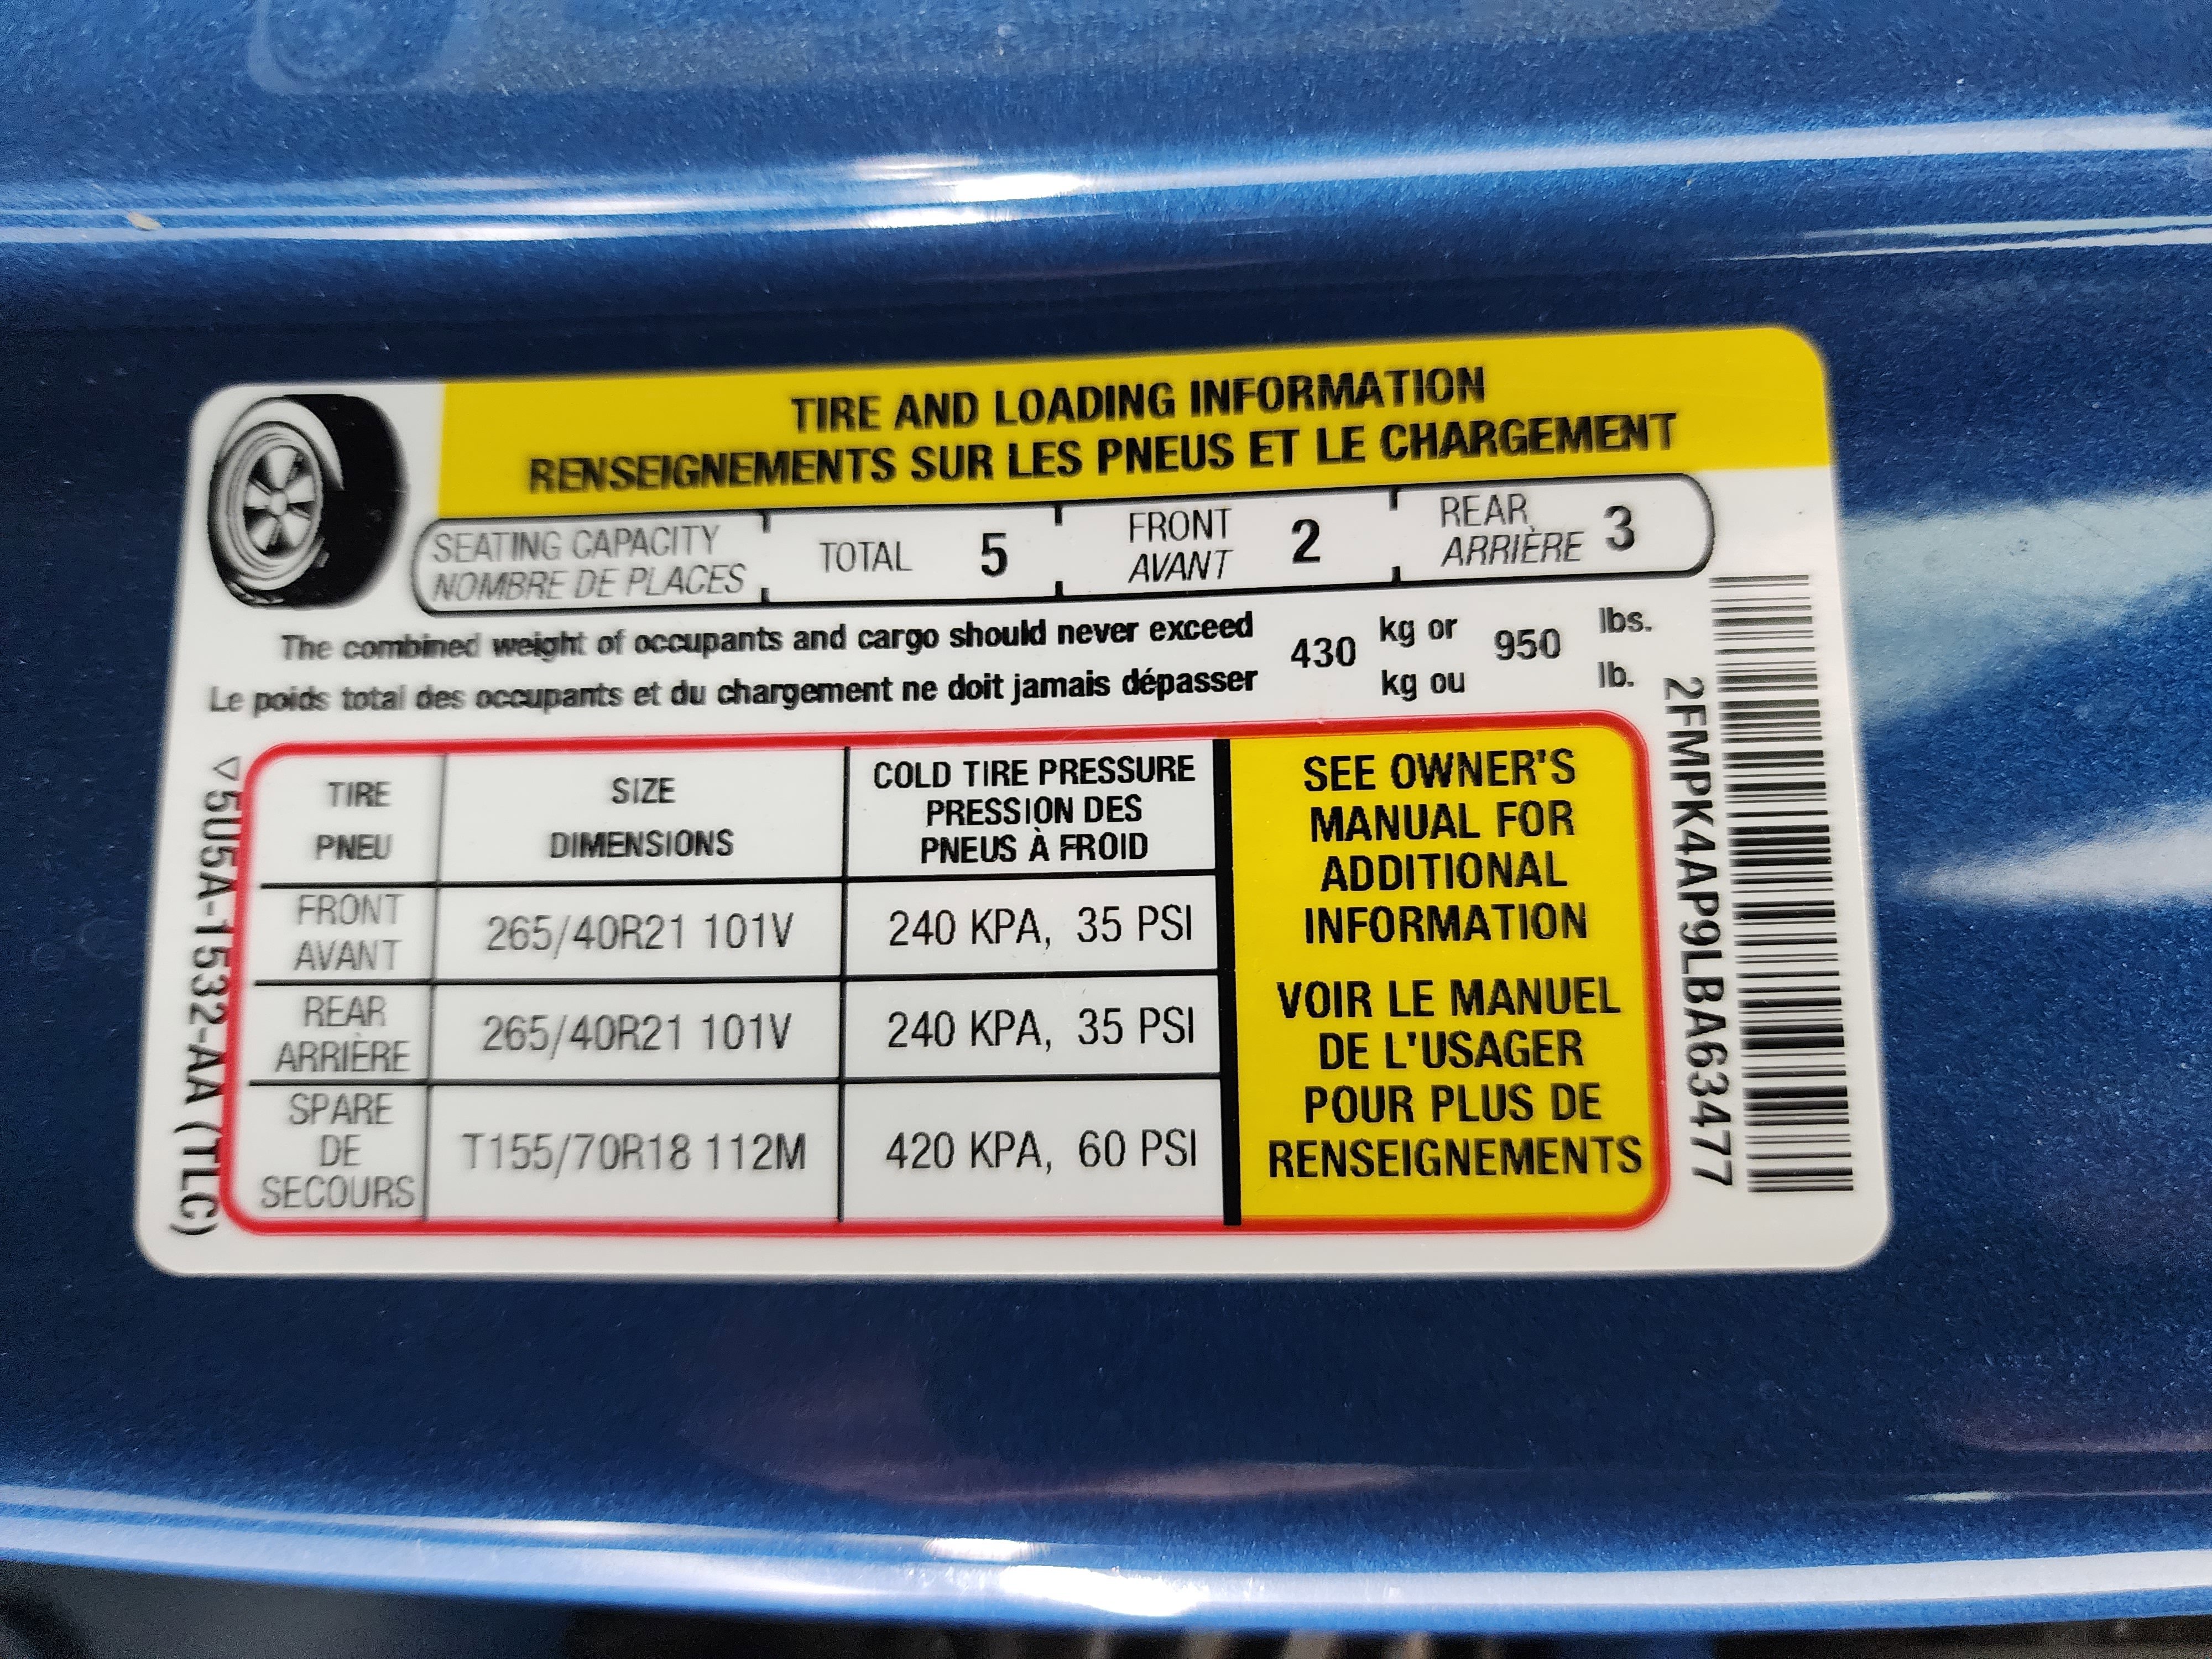 TIRE AND LOADING INFORMATION
RENSEIGNEMENTS SUR LES PNEUS ET LE CHARGEMENT
SEATING CAPACITY
NOMBRE DE PLACES
TOTAL 5
FRONT
AVANT
2
REAR
ARRIÈRE
3
The combined weight of occupants and cargo should never exceed
Le poids total des occupants et du chargement ne doit jamais dépasser
430
kg or
kg ou
950
lbs.
lb.
TIRE
PNEU
SIZE
DIMENSIONS
COLD TIRE PRESSURE
PRESSION DES
PNEUS À FROID
FRONT
AVANT
265/40R21 101V
240 KPA, 35 PSI
REAR
ARRIÈRE
265/40R21 101V
240 KPA, 35 PSI
SPARE
DE
SECOURS
T155/70R18 112M
420 KPA, 60 PSI
SEE OWNER'S
MANUAL FOR
ADDITIONAL
INFORMATION
VOIR LE MANUEL
DE L'USAGER
POUR PLUS DE
RENSEIGNEMENTS
▽5U5A-1532-AA (TLC)
2FMPK4AP9LBA63477